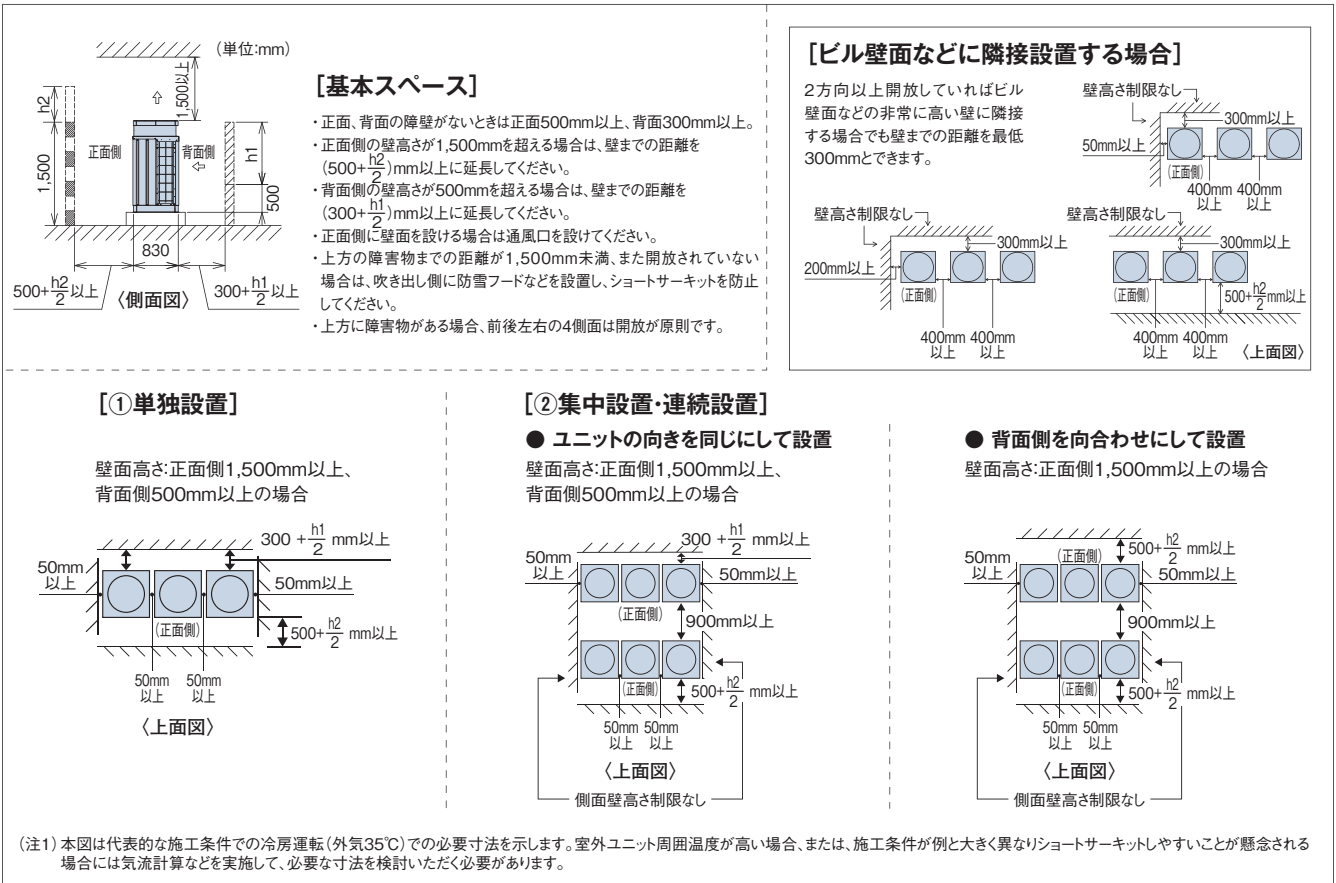 (単位:mm)
h2
1,500以上
正面側
背面側
h1
1,500
500
830
500+h2/2以上
〈側面図〉
300+h1/2以上
[基本スペース]
・正面、背面の障壁がないときは正面500mm以上、背面300mm以上。
・正面側の壁高さが1,500mmを超える場合は、壁までの距離を
(500+h2/2)mm以上に延長してください。
・背面側の壁高さが500mmを超える場合は、壁までの距離を
(300+h1/2)mm以上に延長してください。
・正面側に壁面を設ける場合は通風口を設けてください。
・上方の障害物までの距離が1,500mm未満、また開放されていない
場合は、吹き出し側に防雪フードなどを設置し、ショートサーキットを防止
してください。
・上方に障害物がある場合、前後左右の4側面は開放が原則です。
[ビル壁面などに隣接設置する場合]
2方向以上開放していればビル
壁面などの非常に高い壁に隣接
する場合でも壁までの距離を最低
300mmとできます。
壁高さ制限なし
300mm以上
50mm以上
(正面側)
400mm 400mm
以上 以上
壁高さ制限なし
300mm以上
200mm以上
(正面側)
400mm 400mm
以上 以上
壁高さ制限なし
300mm以上
(正面側)
500+h2/2mm以上
400mm 400mm
以上 以上
〈上面図〉
[①単独設置]
壁面高さ:正面側1,500mm以上、
背面側500mm以上の場合
300 +h1/2 mm以上
50mm
以上
50mm以上
(正面側)
500+h2/2 mm以上
50mm 50mm
以上 以上
〈上面図〉
[②集中設置・連続設置]
● ユニットの向きを同じにして設置
壁面高さ:正面側1,500mm以上、
背面側500mm以上の場合
300 +h1/2 mm以上
50mm
以上
50mm以上
(正面側)
900mm以上
(正面側)
500+h2/2 mm以上
50mm 50mm
以上 以上
〈上面図〉
側面壁高さ制限なし
● 背面側を向合わせにして設置
壁面高さ:正面側1,500mm以上の場合
(正面側)
500+h2/2 mm以上
50mm
以上
50mm以上
900mm以上
(正面側)
500+h2/2 mm以上
50mm 50mm
以上 以上
〈上面図〉
側面壁高さ制限なし
(注1)本図は代表的な施工条件での冷房運転(外気35℃)での必要寸法を示します。室外ユニット周囲温度が高い場合、または、施工条件が例と大きく異なりショートサーキットしやすいことが懸念される
場合には気流計算などを実施して、必要な寸法を検討いただく必要があります。